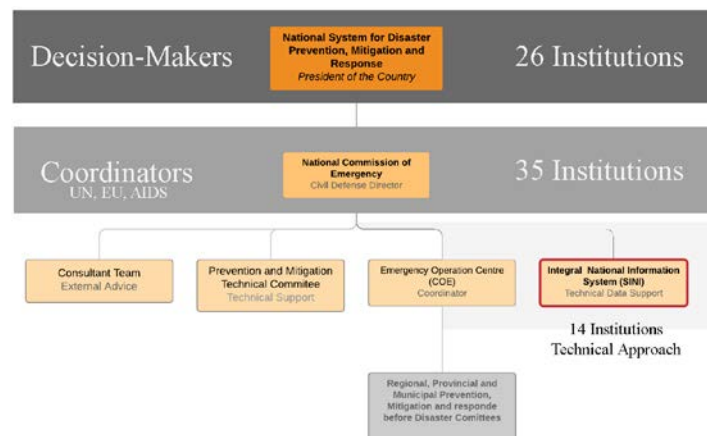 Decision-Makers
National System for Disaster
Prevention, Mitigation and
Response
President of the Country
26 Institutions
Coordinators
UN, EU, AIDS
National Commission of
Emergency
Civil Defense Director
35 Institutions
Consultant Team
External Advice
Prevention and Mitigation
Technical Commitee
Technical Support
Emergency Operation Centre
(COE)
Coordinator
Integral National Information
System (SINI)
Technical Data Support
14 Institutions
Technical Approach
Regional, Provincial and
Municipal Prevention,
Mitigation and responde
before Disaster Comittees